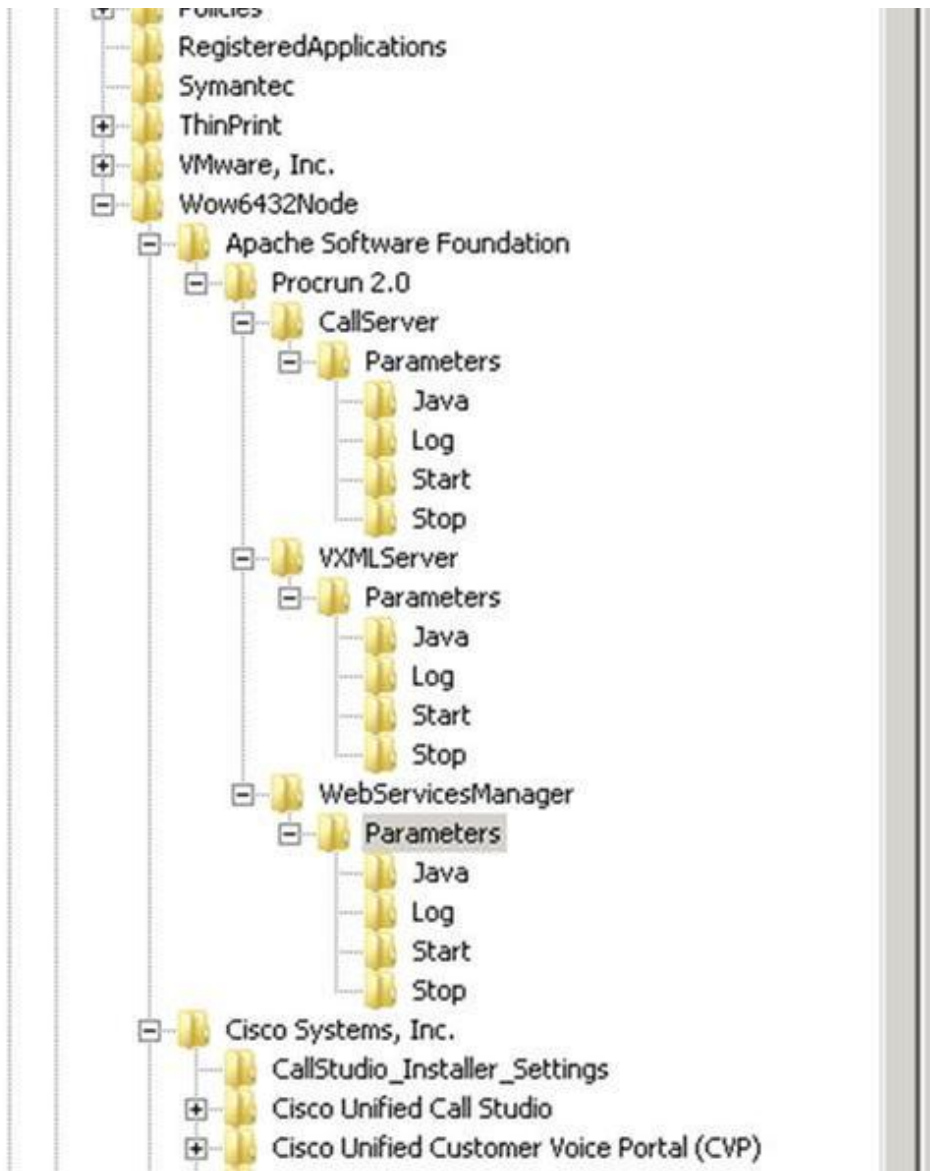 Policies
RegisteredApplications
Symantec
ThinPrint
VMware, Inc.
Wow6432Node
Apache Software Foundation
Procrun 2.0
CallServer
Parameters
Java
Log
Start
Stop
VXMLServer
Parameters
Java
Log
Start
Stop
WebServicesManager
Parameters
Java
Log
Start
Stop
Cisco Systems, Inc.
CallStudio_Installer_Settings
Cisco Unified Call Studio
Cisco Unified Customer Voice Portal (CVP)